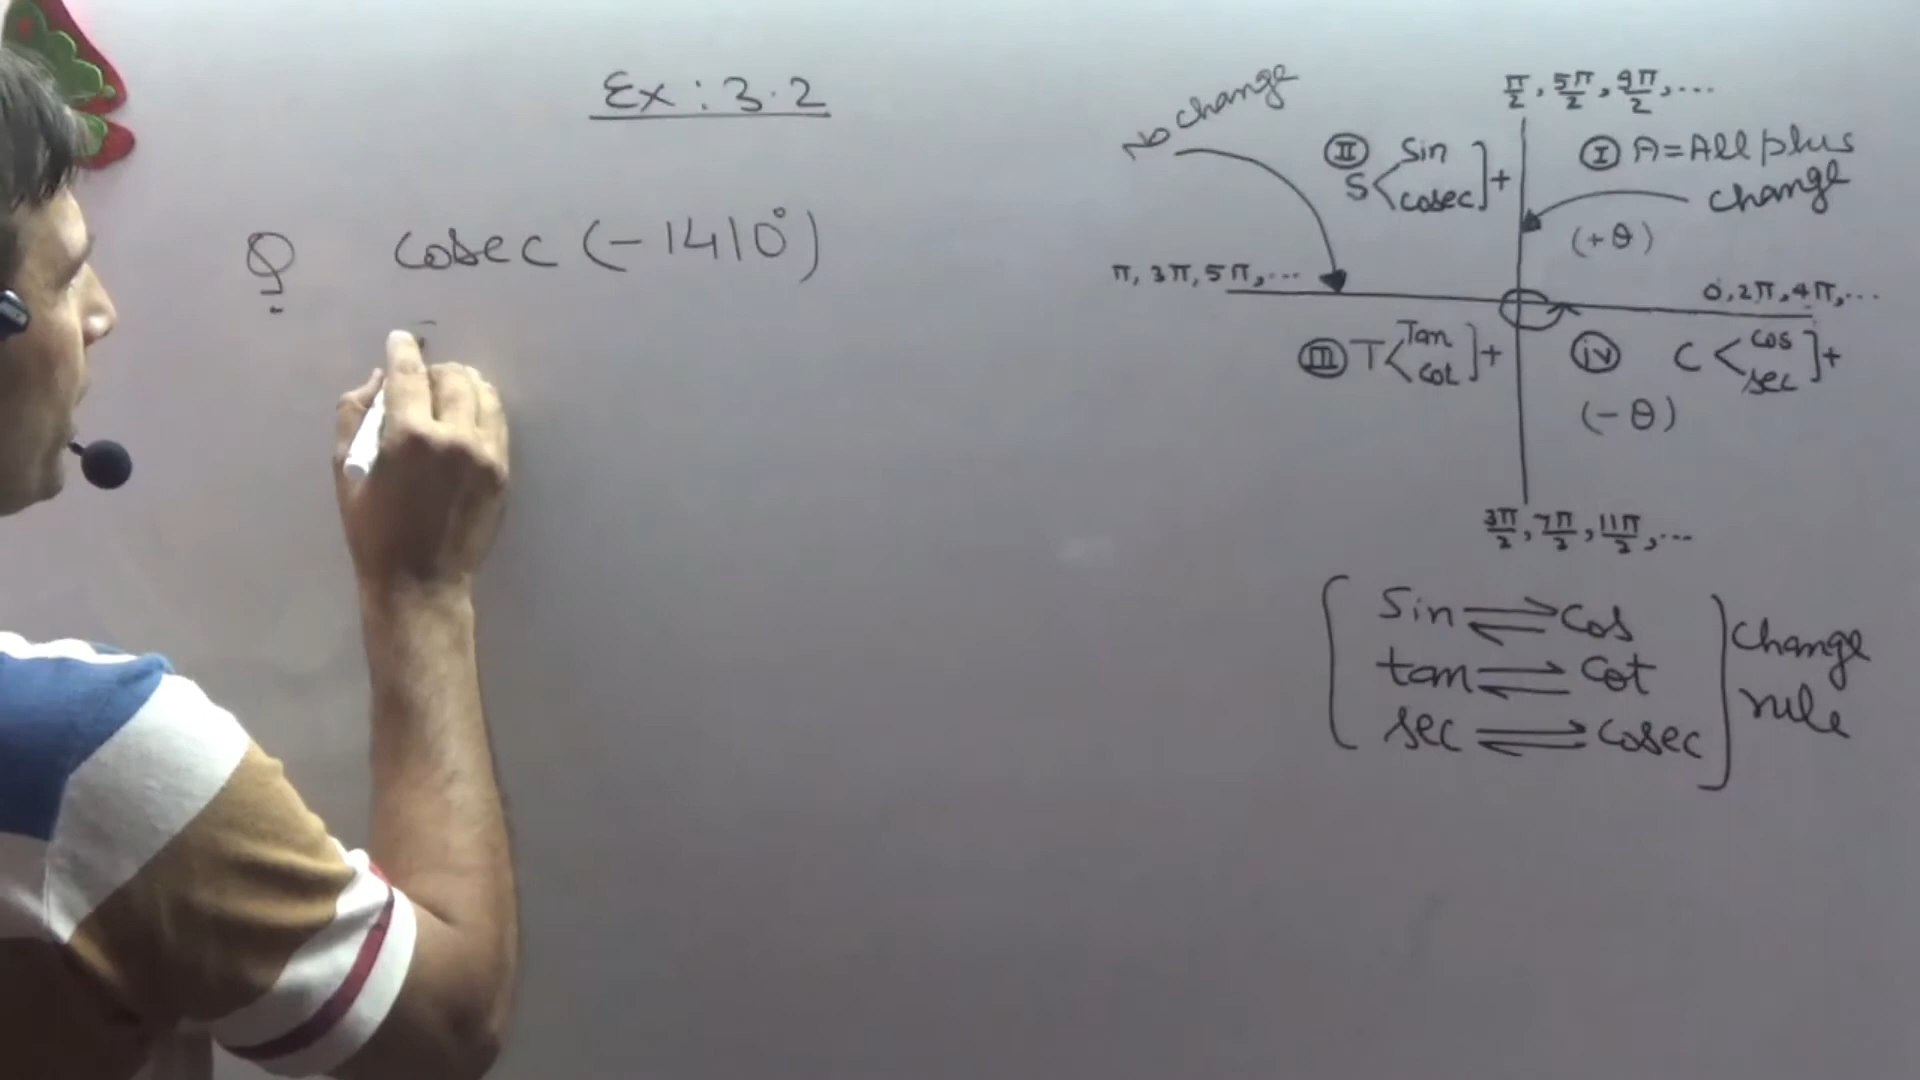 Ex : 3.2
Q cosec (-1410°)
No change
π/2, 5π/2, 9π/2, ...
II S < Sin cosec ] +
I A = All plus
change
(+θ)
π, 3π, 5π, ...
0, 2π, 4π, ...
III T < Tan cot ] +
iv C < cos sec ] +
(-θ)
3π/2, 7π/2, 11π/2, ...
Sin ⇌ cos
tan ⇌ cot
sec ⇌ cosec
change
rule